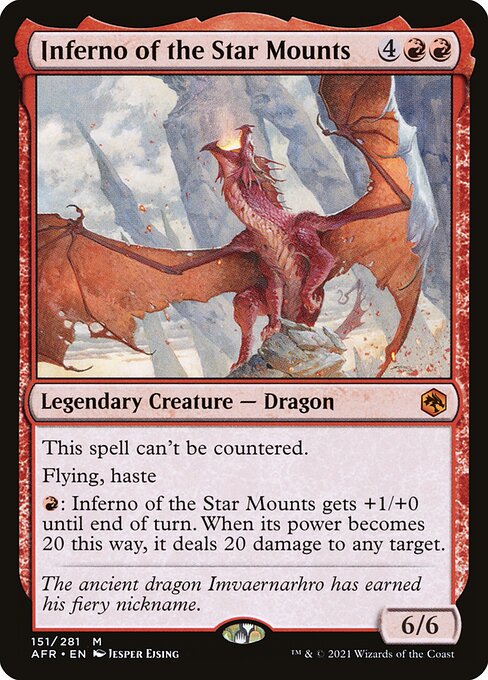 Inferno of the Star Mounts 4
Legendary Creature — Dragon
This spell can't be countered.
Flying, haste
: Inferno of the Star Mounts gets +1/+0
until end of turn. When its power becomes
20 this way, it deals 20 damage to any target.
The ancient dragon Imvaernarhro has earned
his fiery nickname.
6/6
151/281 M
AFR • EN Jesper Ejsing
™ & © 2021 Wizards of the Coast